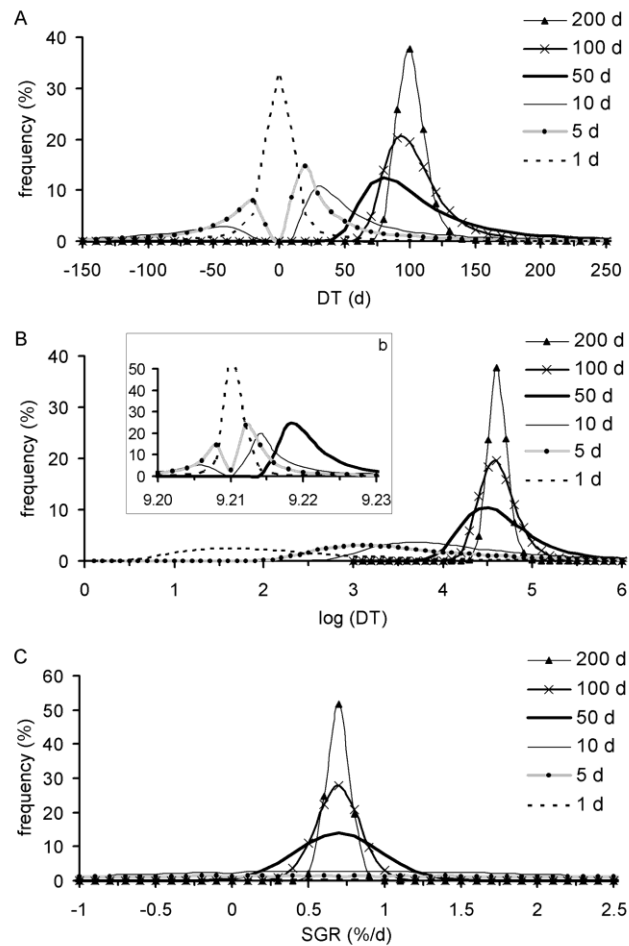 A
frequency (%)
40
30
20
10
0
-150
-100
-50
0
50
100
150
200
250
DT (d)
200 d
100 d
50 d
10 d
5 d
1 d
B
frequency (%)
40
30
20
10
0
0
1
2
3
4
5
6
log (DT)
b
50
40
30
20
10
0
9.20
9.21
9.22
9.23
200 d
100 d
50 d
10 d
5 d
1 d
C
frequency (%)
60
50
40
30
20
10
0
-1
-0.5
0
0.5
1
1.5
2
2.5
SGR (%/d)
200 d
100 d
50 d
10 d
5 d
1 d